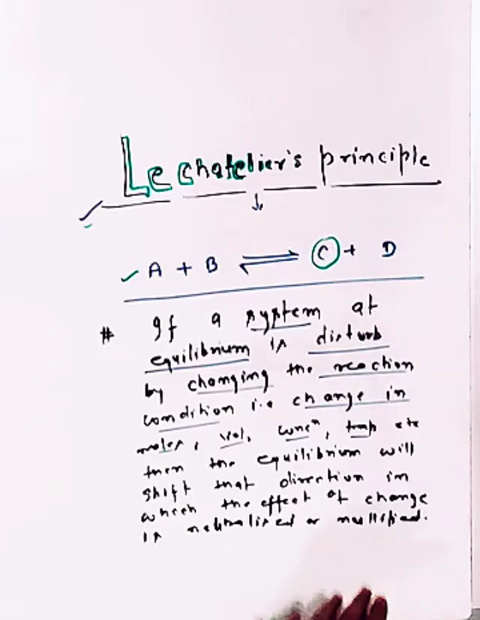 Le chatelier's principle
A + B ⇌ C + D
# If a system at
equilibrium is disturb
by changing the reaction
condition i.e change in
moles, vol, concn, temp etc
then the equilibrium will
shift that direction in
which the effect of change
is neutralised or nullified.